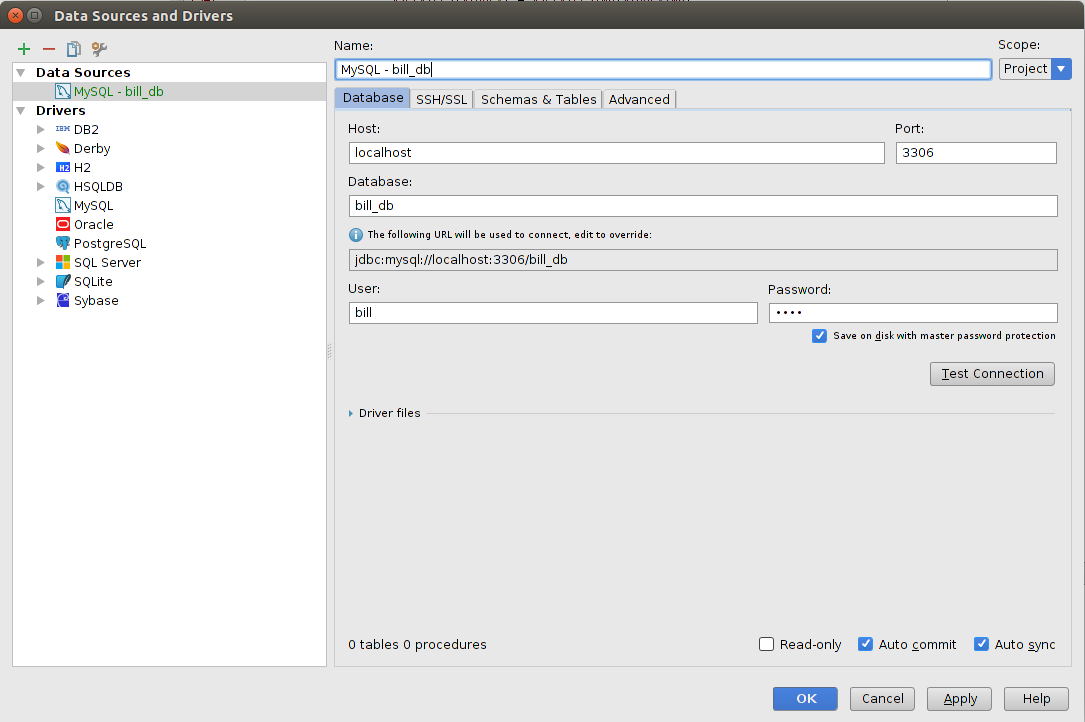 Data Sources and Drivers
Data Sources
MySQL - bill_db
Drivers
IBM DB2
Derby
H2 H2
HSQLDB
MySQL
Oracle
PostgreSQL
SQL Server
SQLite
Sybase
Name:
Scope:
MySQL - bill_db
Project
Database SSH/SSL Schemas & Tables Advanced
Host:
Port:
localhost
3306
Database:
bill_db
The following URL will be used to connect, edit to override:
jdbc:mysql://localhost:3306/bill_db
User:
Password:
bill
••••
Save on disk with master password protection
Test Connection
Driver files
0 tables 0 procedures
Read-only Auto commit Auto sync
OK Cancel Apply Help